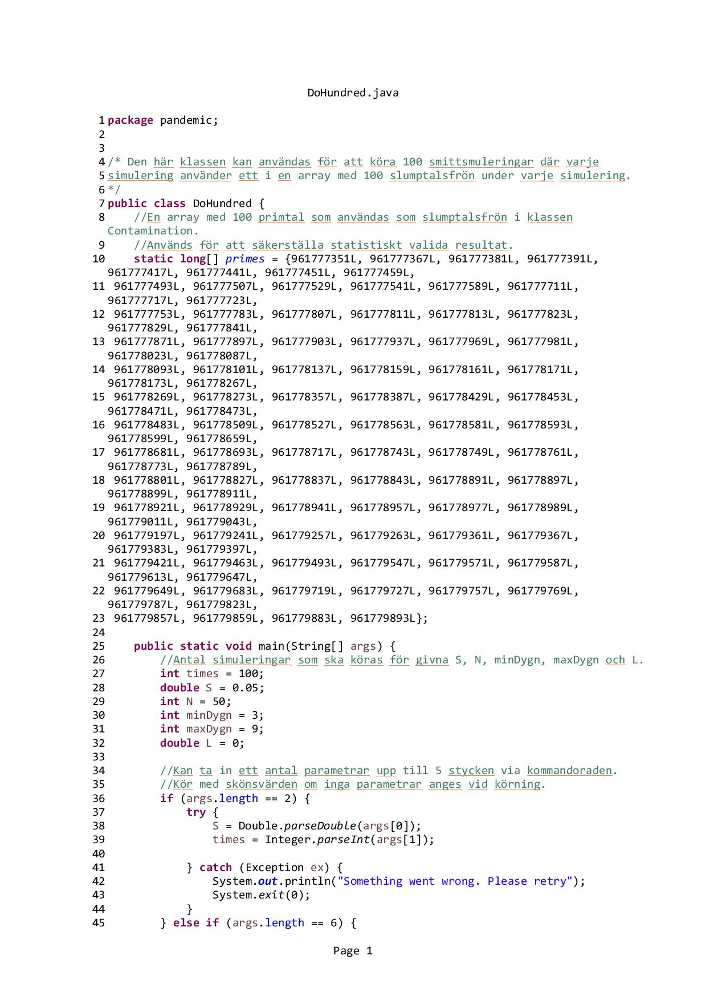 DoHundred.java
1 package pandemic;
2
3
4 /* Den här klassen kan användas för att köra 100 smittsmuleringar där varje
5 simulering använder ett i en array med 100 slumptalsfrön under varje simulering.
6 */
7 public class DoHundred {
8     //En array med 100 primtal som användas som slumptalsfrön i klassen
Contamination.
9     //Används för att säkerställa statistiskt valida resultat.
10     static long[] primes = {961777351L, 961777367L, 961777381L, 961777391L,
961777417L, 961777441L, 961777451L, 961777459L,
11  961777493L, 961777507L, 961777529L, 961777541L, 961777589L, 961777711L,
961777717L, 961777723L,
12  961777753L, 961777783L, 961777807L, 961777811L, 961777813L, 961777823L,
961777829L, 961777841L,
13  961777871L, 961777897L, 961777903L, 961777937L, 961777969L, 961777981L,
961778023L, 961778087L,
14  961778093L, 961778101L, 961778137L, 961778159L, 961778161L, 961778171L,
961778173L, 961778267L,
15  961778269L, 961778273L, 961778357L, 961778387L, 961778429L, 961778453L,
961778471L, 961778473L,
16  961778483L, 961778509L, 961778527L, 961778563L, 961778581L, 961778593L,
961778599L, 961778659L,
17  961778681L, 961778693L, 961778717L, 961778743L, 961778749L, 961778761L,
961778773L, 961778789L,
18  961778801L, 961778827L, 961778837L, 961778843L, 961778891L, 961778897L,
961778899L, 961778911L,
19  961778921L, 961778929L, 961778941L, 961778957L, 961778977L, 961778989L,
961779011L, 961779043L,
20  961779197L, 961779241L, 961779257L, 961779263L, 961779361L, 961779367L,
961779383L, 961779397L,
21  961779421L, 961779463L, 961779493L, 961779547L, 961779571L, 961779587L,
961779613L, 961779647L,
22  961779649L, 961779683L, 961779719L, 961779727L, 961779757L, 961779769L,
961779787L, 961779823L,
23  961779857L, 961779859L, 961779883L, 961779893L};
24
25     public static void main(String[] args) {
26         //Antal simuleringar som ska köras för givna S, N, minDygn, maxDygn och L.
27         int times = 100;
28         double S = 0.05;
29         int N = 50;
30         int minDygn = 3;
31         int maxDygn = 9;
32         double L = 0;
33
34         //Kan ta in ett antal parametrar upp till 5 stycken via kommandoraden.
35         //Kör med skönsvärden om inga parametrar anges vid körning.
36         if (args.length == 2) {
37             try {
38                 S = Double.parseDouble(args[0]);
39                 times = Integer.parseInt(args[1]);
40
41             } catch (Exception ex) {
42                 System.out.println("Something went wrong. Please retry");
43                 System.exit(0);
44             }
45         } else if (args.length == 6) {
Page 1